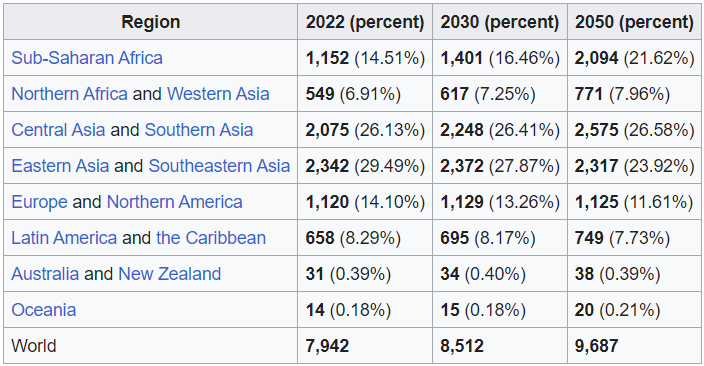 Region 2022 (percent) 2030 (percent) 2050 (percent)
Sub-Saharan Africa 1,152 (14.51%) 1,401 (16.46%) 2,094 (21.62%)
Northern Africa and Western Asia 549 (6.91%) 617 (7.25%) 771 (7.96%)
Central Asia and Southern Asia 2,075 (26.13%) 2,248 (26.41%) 2,575 (26.58%)
Eastern Asia and Southeastern Asia 2,342 (29.49%) 2,372 (27.87%) 2,317 (23.92%)
Europe and Northern America 1,120 (14.10%) 1,129 (13.26%) 1,125 (11.61%)
Latin America and the Caribbean 658 (8.29%) 695 (8.17%) 749 (7.73%)
Australia and New Zealand 31 (0.39%) 34 (0.40%) 38 (0.39%)
Oceania 14 (0.18%) 15 (0.18%) 20 (0.21%)
World 7,942 8,512 9,687